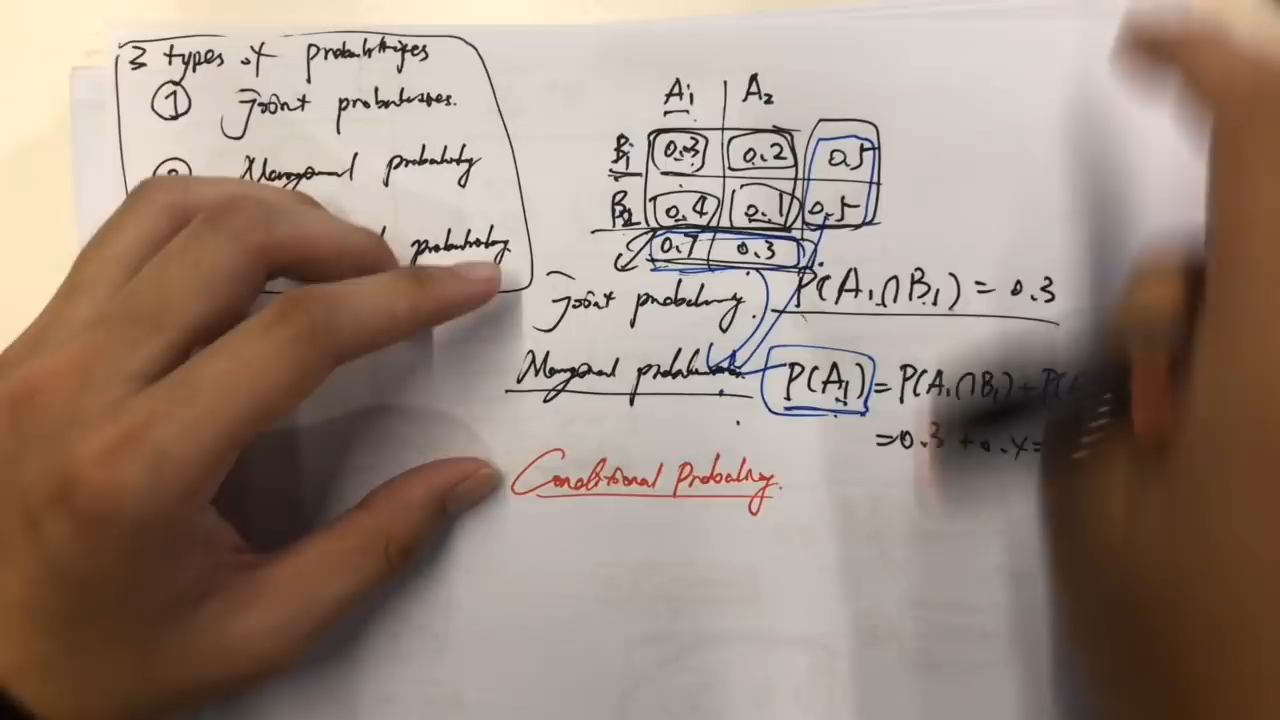 3 types of probabilityes
① Joint probabilities.
Marginal probability
probability
A1 A2
B1 0.3 0.2 0.5
B2 0.4 0.1 0.5
0.7 0.3
Joint probability. P(A1∩B1) = 0.3
Marginal probabilities P(A1) = P(A1∩B1) + P(A
=0.3 + 0.4=
Conditional Probability.